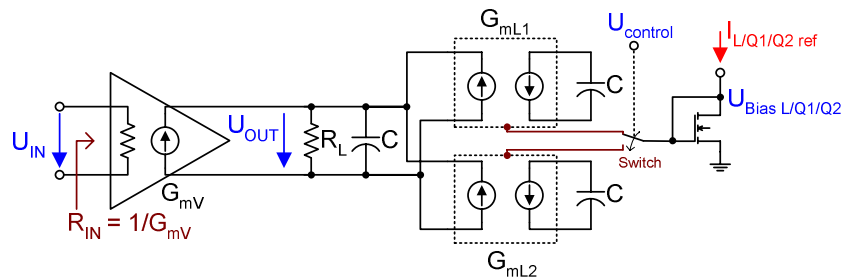 G_mL1
U_control
I_L/Q1/Q2 ref
C
U_Bias L/Q1/Q2
U_IN
U_OUT
R_L
C
Switch
G_mV
C
R_IN = 1/G_mV
G_mL2